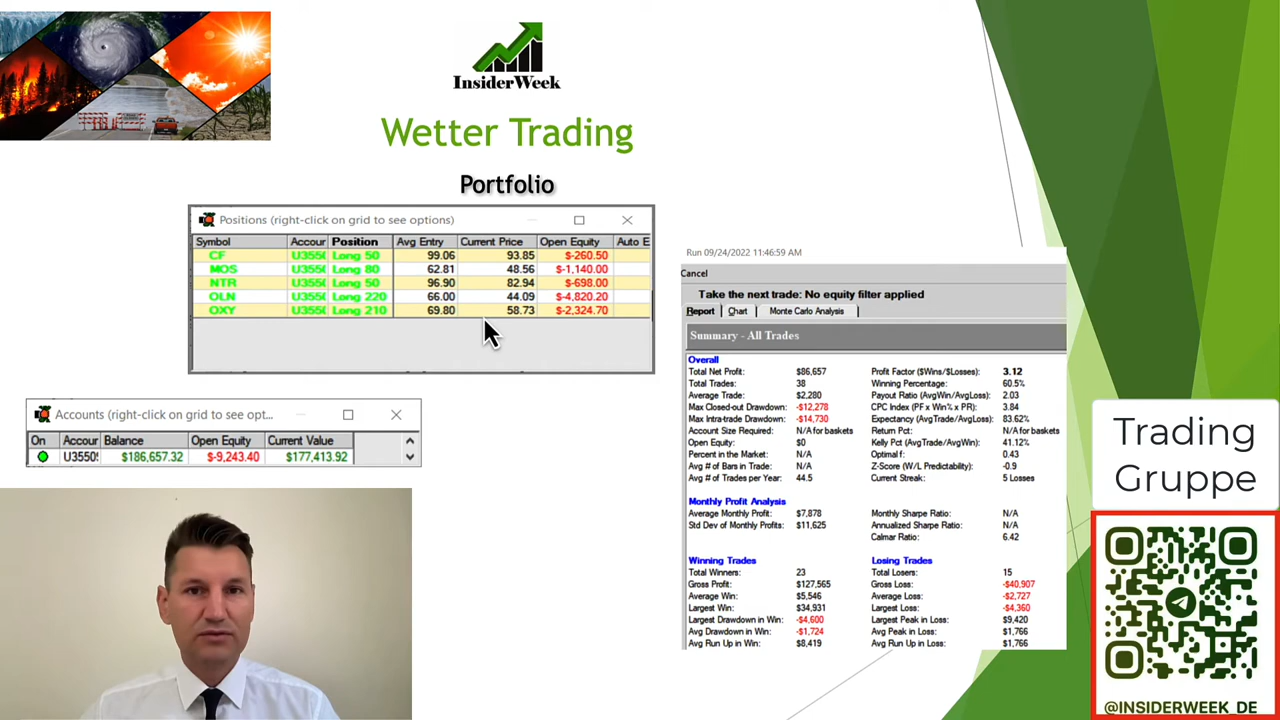 InsiderWeek
Wetter Trading
Portfolio
Positions (right-click on grid to see options)
Symbol Accour Position Avg Entry Current Price Open Equity Auto E
CF U355( Long 50 99.06 93.85 $-260.50
MOS U355( Long 80 62.81 48.56 $-1,140.00
NTR U355( Long 50 96.90 82.94 $-698.00
OLN U355( Long 220 66.00 44.09 $-4,820.20
OXY U355( Long 210 69.80 58.73 $-2,324.70
Accounts (right-click on grid to see opt...
On Accour Balance Open Equity Current Value
U3550! $186,657.32 $-9,243.40 $177,413.92
Run 09/24/2022 11:46:59 AM
Cancel
Take the next trade: No equity filter applied
Report Chart Monte Carlo Analysis
Summary - All Trades
Overall
Total Net Profit: $86,657 Profit Factor ($Wins/$Losses): 3.12
Total Trades: 38 Winning Percentage: 60.5%
Average Trade: $2,280 Payout Ratio (AvgWin/AvgLoss): 2.03
Max Closed-out Drawdown: -$12,278 CPC Index (PF x Win% x PR): 3.84
Max Intra-trade Drawdown: -$14,730 Expectancy (AvgTrade/AvgLoss): 83.62%
Account Size Required: N/A for baskets Return Pct: N/A for baskets
Open Equity: $0 Kelly Pct (AvgTrade/AvgWin): 41.12%
Percent in the Market: N/A Optimal f: 0.43
Avg # of Bars in Trade: N/A Z-Score (W/L Predictability): -0.9
Avg # of Trades per Year: 44.5 Current Streak: 5 Losses
Monthly Profit Analysis
Average Monthly Profit: $7,878 Monthly Sharpe Ratio: N/A
Std Dev of Monthly Profits: $11,625 Annualized Sharpe Ratio: N/A
Calmar Ratio: 6.42
Winning Trades Losing Trades
Total Winners: 23 Total Losers: 15
Gross Profit: $127,565 Gross Loss: -$40,907
Average Win: $5,546 Average Loss: -$2,727
Largest Win: $34,931 Largest Loss: -$4,360
Largest Drawdown in Win: -$4,600 Largest Peak in Loss: $9,420
Avg Drawdown in Win: -$1,724 Avg Peak in Loss: $1,766
Avg Run Up in Win: $8,419 Avg Run Up in Loss: $1,766
Trading
Gruppe
@INSIDERWEEK_DE